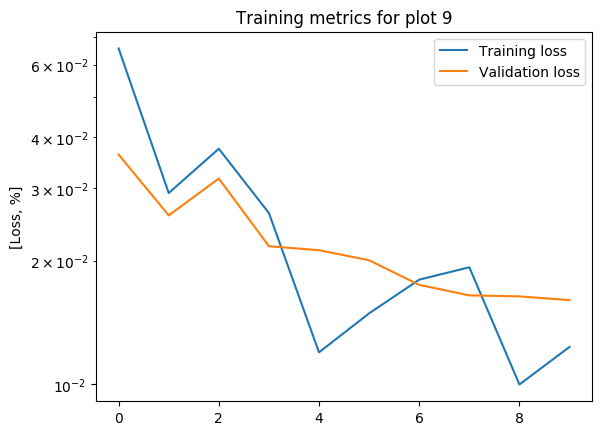 Training metrics for plot 9
Training loss
Validation loss
[Loss, %]
6 × 10⁻²
4 × 10⁻²
3 × 10⁻²
2 × 10⁻²
10⁻²
0 2 4 6 8